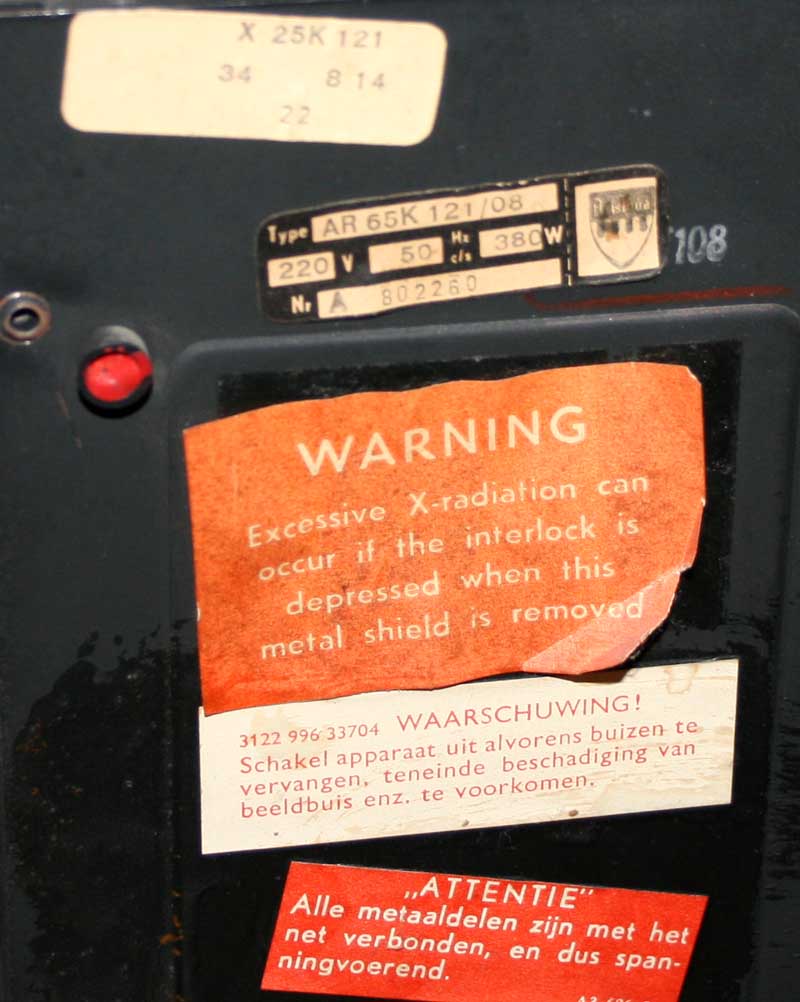 X 25K 121
34 8 14
22
Type AR 65K 121/08
220 V 50 Hz c/s 380 W
Nr. A 802260
108
WARNING
Excessive X-radiation can
occur if the interlock is
depressed when this
metal shield is removed
3122 996 33704 WAARSCHUWING!
Schakel apparaat uit alvorens buizen te
vervangen, teneinde beschadiging van
beeldbuis enz. te voorkomen.
„ATTENTIE"
Alle metaaldelen zijn met het
net verbonden, en dus span-
ningvoerend.